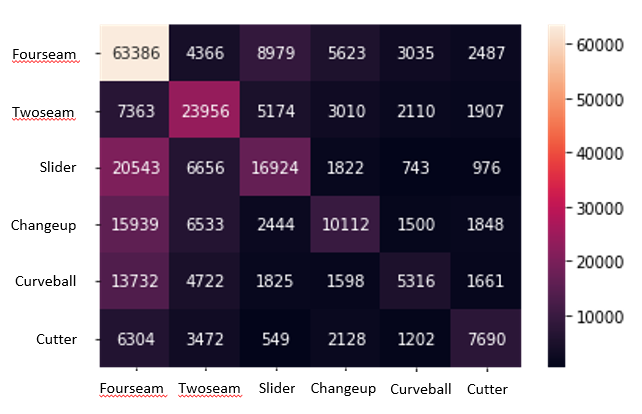 Fourseam 63386 4366 8979 5623 3035 2487 60000
50000
Twoseam 7363 23956 5174 3010 2110 1907
40000
Slider 20543 6656 16924 1822 743 976
30000
Changeup 15939 6533 2444 10112 1500 1848
20000
Curveball 13732 4722 1825 1598 5316 1661
10000
Cutter 6304 3472 549 2128 1202 7690
Fourseam Twoseam Slider Changeup Curveball Cutter